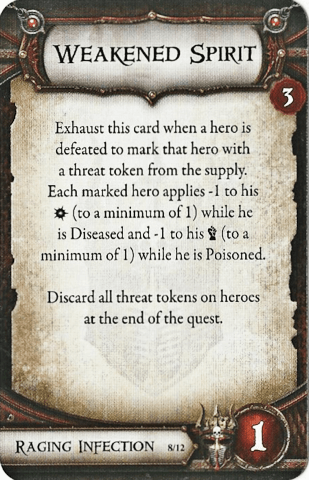 WEAKENED SPIRIT
3
Exhaust this card when a hero is
defeated to mark that hero with
a threat token from the supply.
Each marked hero applies -1 to his
(to a minimum of 1) while he
is Diseased and -1 to his (to a
minimum of 1) while he is Poisoned.
Discard all threat tokens on heroes
at the end of the quest.
RAGING INFECTION 8/12
1